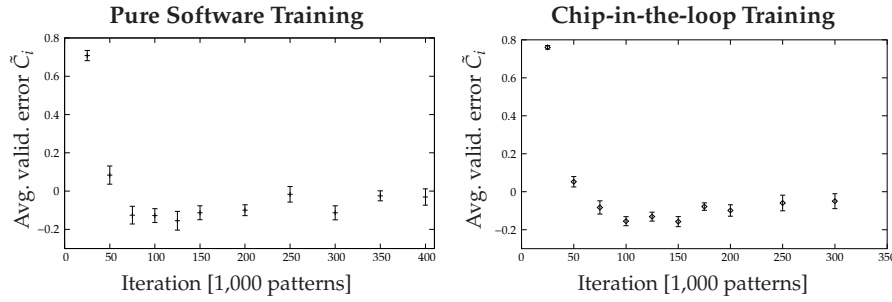 Pure Software Training
Avg. valid. error C̃ᵢ
0.8
0.6
0.4
0.2
0
−0.2
0 50 100 150 200 250 300 350 400
Iteration [1,000 patterns]
Chip-in-the-loop Training
Avg. valid. error C̃ᵢ
0.8
0.6
0.4
0.2
0
−0.2
0 50 100 150 200 250 300 350
Iteration [1,000 patterns]